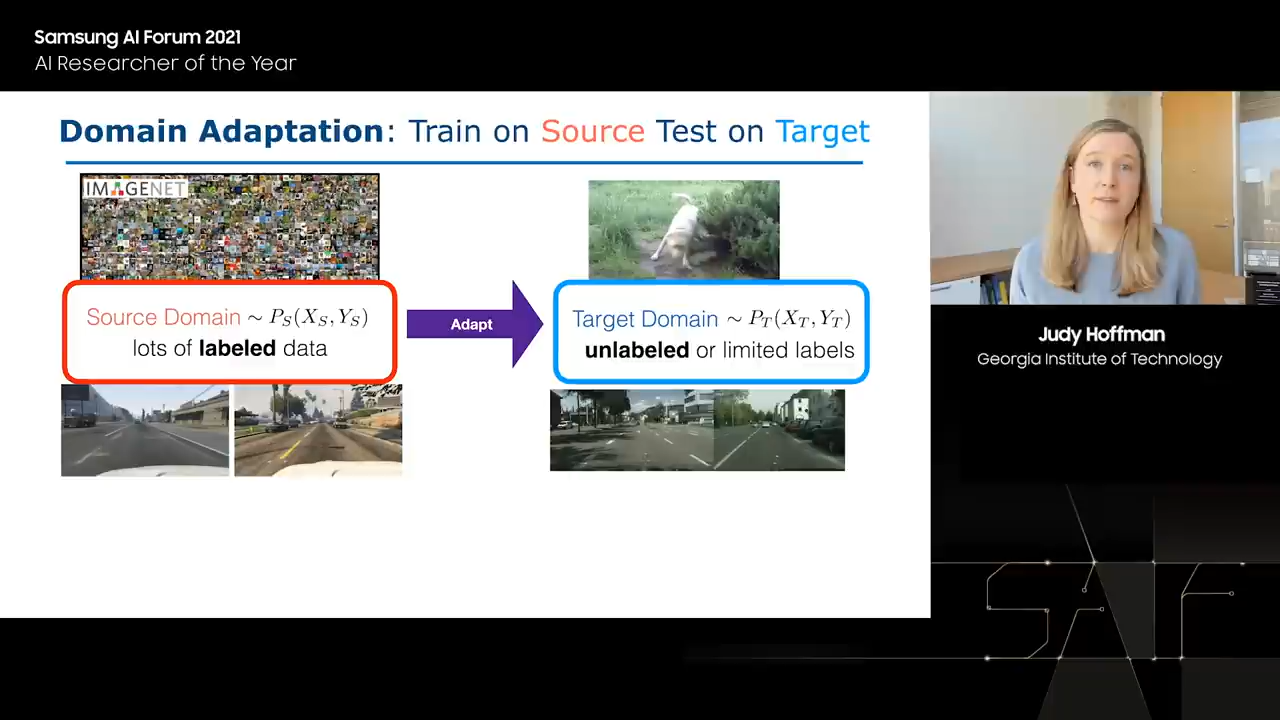 Samsung AI Forum 2021
AI Researcher of the Year
Domain Adaptation: Train on Source Test on Target
IMAGENET
Source Domain ~ P_S(X_S, Y_S)
lots of labeled data
Adapt
Target Domain ~ P_T(X_T, Y_T)
unlabeled or limited labels
Judy Hoffman
Georgia Institute of Technology
SAF